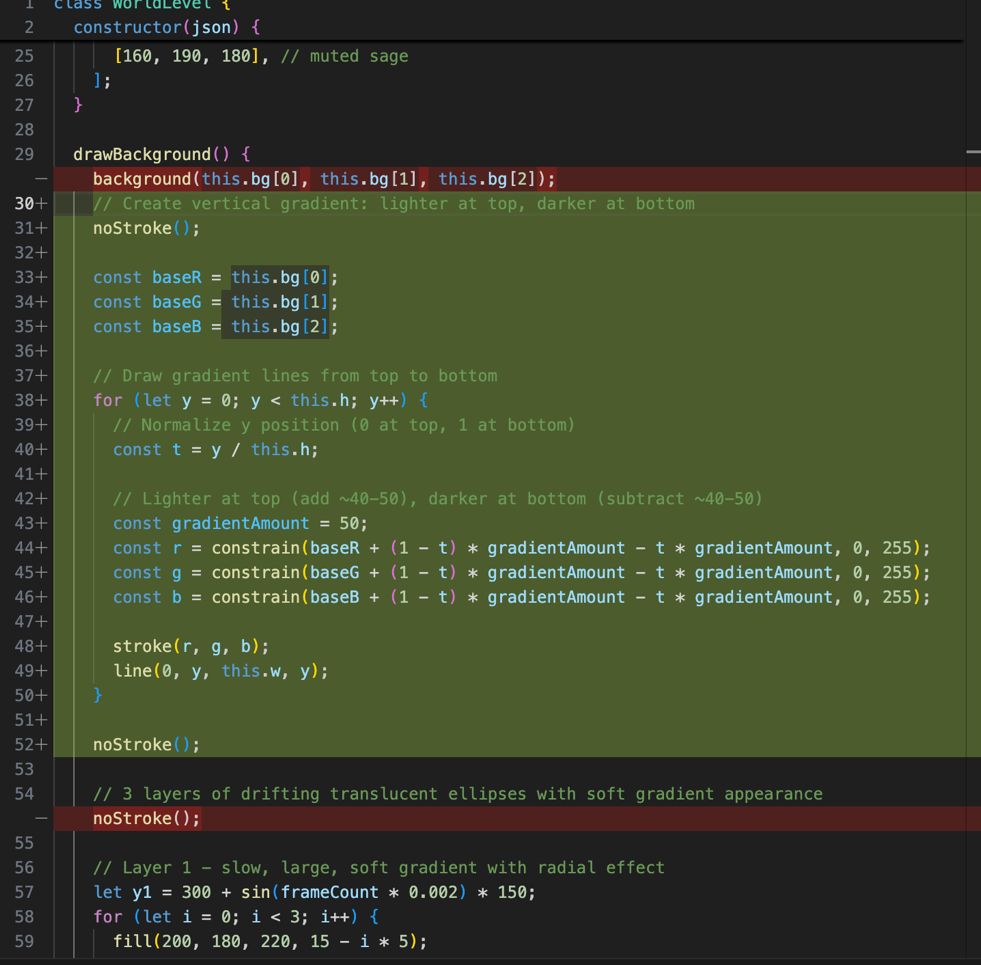 1 class WorldLevel {
2 constructor(json) {
25 [160, 190, 180], // muted sage
26 ];
27 }
28
29 drawBackground() {
— background(this.bg[0], this.bg[1], this.bg[2]);
30+ // Create vertical gradient: lighter at top, darker at bottom
31+ noStroke();
32+
33+ const baseR = this.bg[0];
34+ const baseG = this.bg[1];
35+ const baseB = this.bg[2];
36+
37+ // Draw gradient lines from top to bottom
38+ for (let y = 0; y < this.h; y++) {
39+ // Normalize y position (0 at top, 1 at bottom)
40+ const t = y / this.h;
41+
42+ // Lighter at top (add ~40-50), darker at bottom (subtract ~40-50)
43+ const gradientAmount = 50;
44+ const r = constrain(baseR + (1 - t) * gradientAmount - t * gradientAmount, 0, 255);
45+ const g = constrain(baseG + (1 - t) * gradientAmount - t * gradientAmount, 0, 255);
46+ const b = constrain(baseB + (1 - t) * gradientAmount - t * gradientAmount, 0, 255);
47+
48+ stroke(r, g, b);
49+ line(0, y, this.w, y);
50+ }
51+
52+ noStroke();
53
54 // 3 layers of drifting translucent ellipses with soft gradient appearance
— noStroke();
55
56 // Layer 1 - slow, large, soft gradient with radial effect
57 let y1 = 300 + sin(frameCount * 0.002) * 150;
58 for (let i = 0; i < 3; i++) {
59 fill(200, 180, 220, 15 - i * 5);